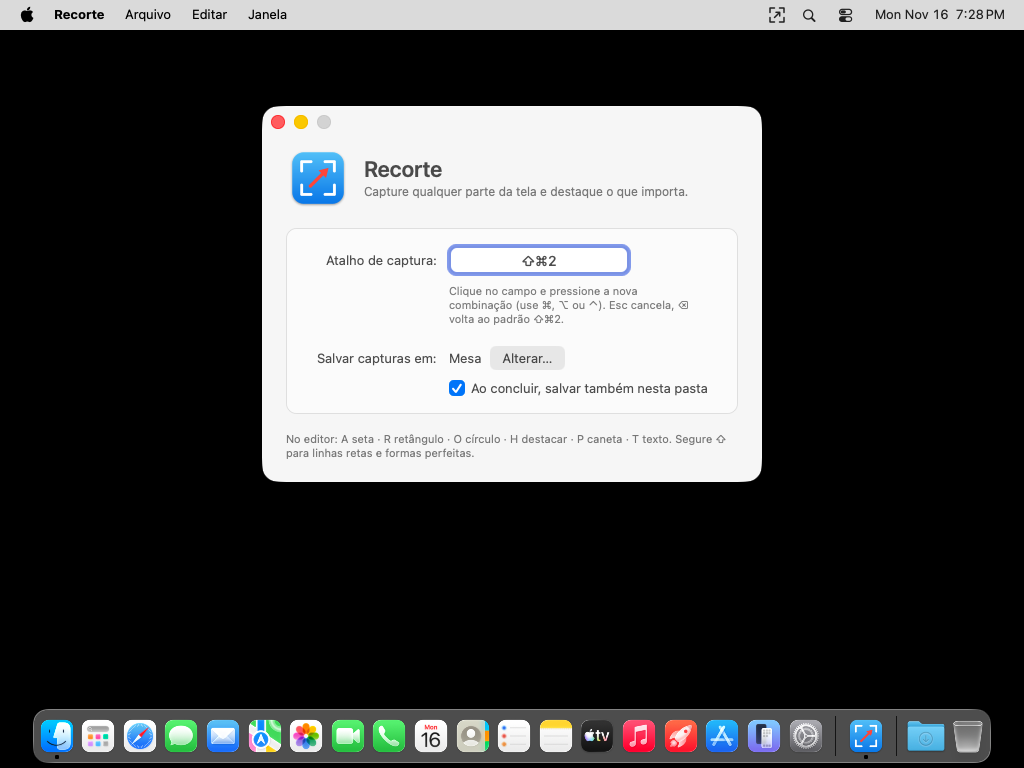 Recorte Arquivo Editar Janela Mon Nov 16 7:28 PM
Recorte
Capture qualquer parte da tela e destaque o que importa.
Atalho de captura: ⇧⌘2
Clique no campo e pressione a nova
combinação (use ⌘, ⌥ ou ^). Esc cancela, ⌫
volta ao padrão ⇧⌘2.
Salvar capturas em: Mesa Alterar...
Ao concluir, salvar também nesta pasta
No editor: A seta · R retângulo · O círculo · H destacar · P caneta · T texto. Segure ⇧
para linhas retas e formas perfeitas.
Mon
16
tv